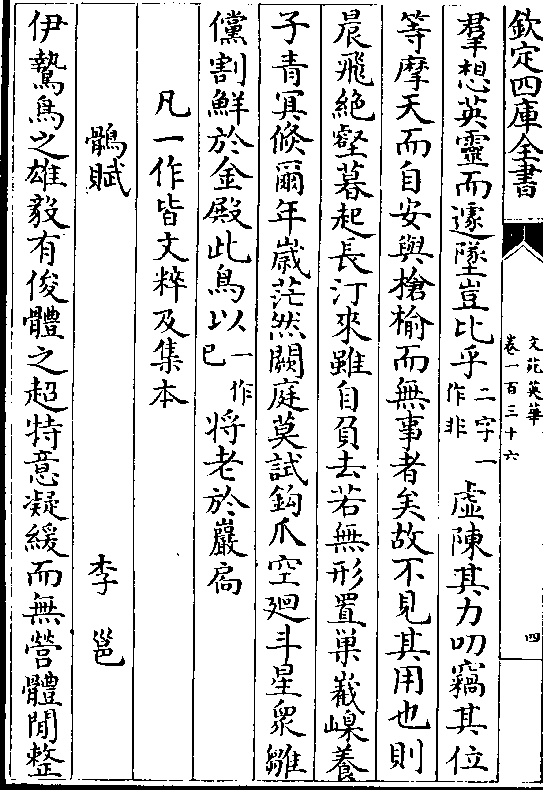 欽定四庫全書
文苑英華
卷一百三十六
四
羣想英靈而遽墜豈比乎二字一作非虛陳其力叨竊其位
等摩天而自安與搶榆而無事者矣故不見其用也則
晨飛絶壑暮起長汀來雖自負去若無形置巢嶻嵲養
子青冥倐爾年嵗茫然闕庭莫試鈎爪空廻斗星衆雛
儻割鮮於金殿此鳥以一作已將老於巖扃
凡一作皆文粹及集本
鶻賦
李邕
伊鷙鳥之雄毅有俊體之超特意凝緩而無營體閒整